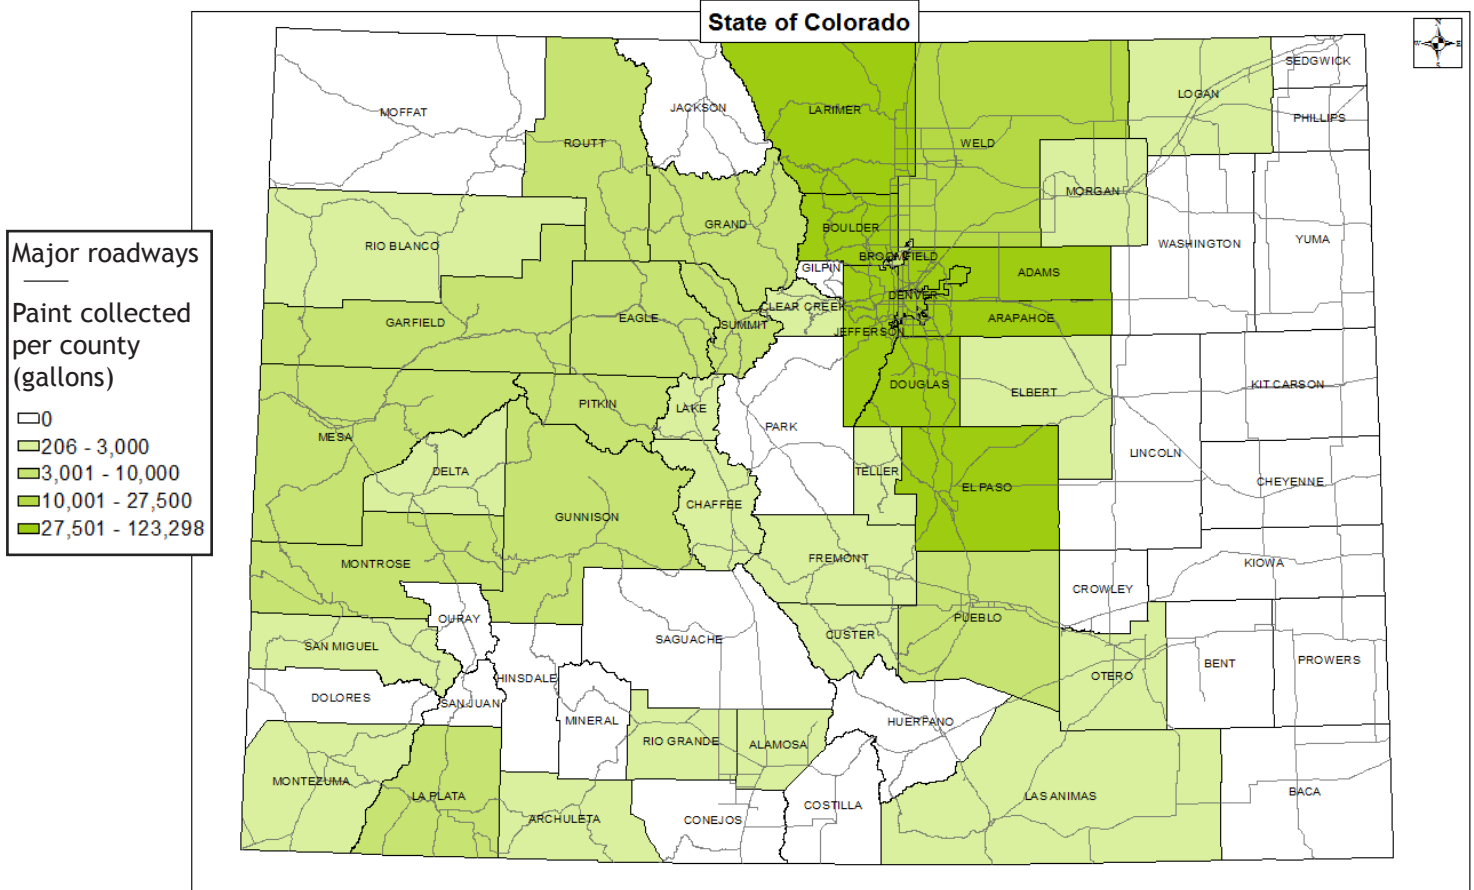 State of Colorado
N
W E
S
SEDGWICK
LOGAN
MOFFAT
JACKSON
LARIMER
PHILLIPS
ROUTT
WELD
MORGAN
GRAND
BOULDER
RIO BLANCO
WASHINGTON
YUMA
BROOMFIELD
GILPIN
ADAMS
DENVER
CLEAR CREEK
GARFIELD
EAGLE
SUMMIT
ARAPAHOE
JEFFERSON
DOUGLAS
KIT CARSON
ELBERT
PITKIN
LAKE
PARK
MESA
LINCOLN
DELTA
TELLER
CHEYENNE
EL PASO
CHAFFEE
GUNNISON
FREMONT
MONTROSE
KIOWA
CROWLEY
OURAY
PUEBLO
CUSTER
SAGUACHE
SAN MIGUEL
PROWERS
BENT
OTERO
HINSDALE
DOLORES
SAN JUAN
MINERAL
HUERFANO
RIO GRANDE
ALAMOSA
MONTEZUMA
LA PLATA
LAS ANIMAS
BACA
COSTILLA
ARCHULETA
CONEJOS
Major roadways
Paint collected
per county
(gallons)
0
206 - 3,000
3,001 - 10,000
10,001 - 27,500
27,501 - 123,298